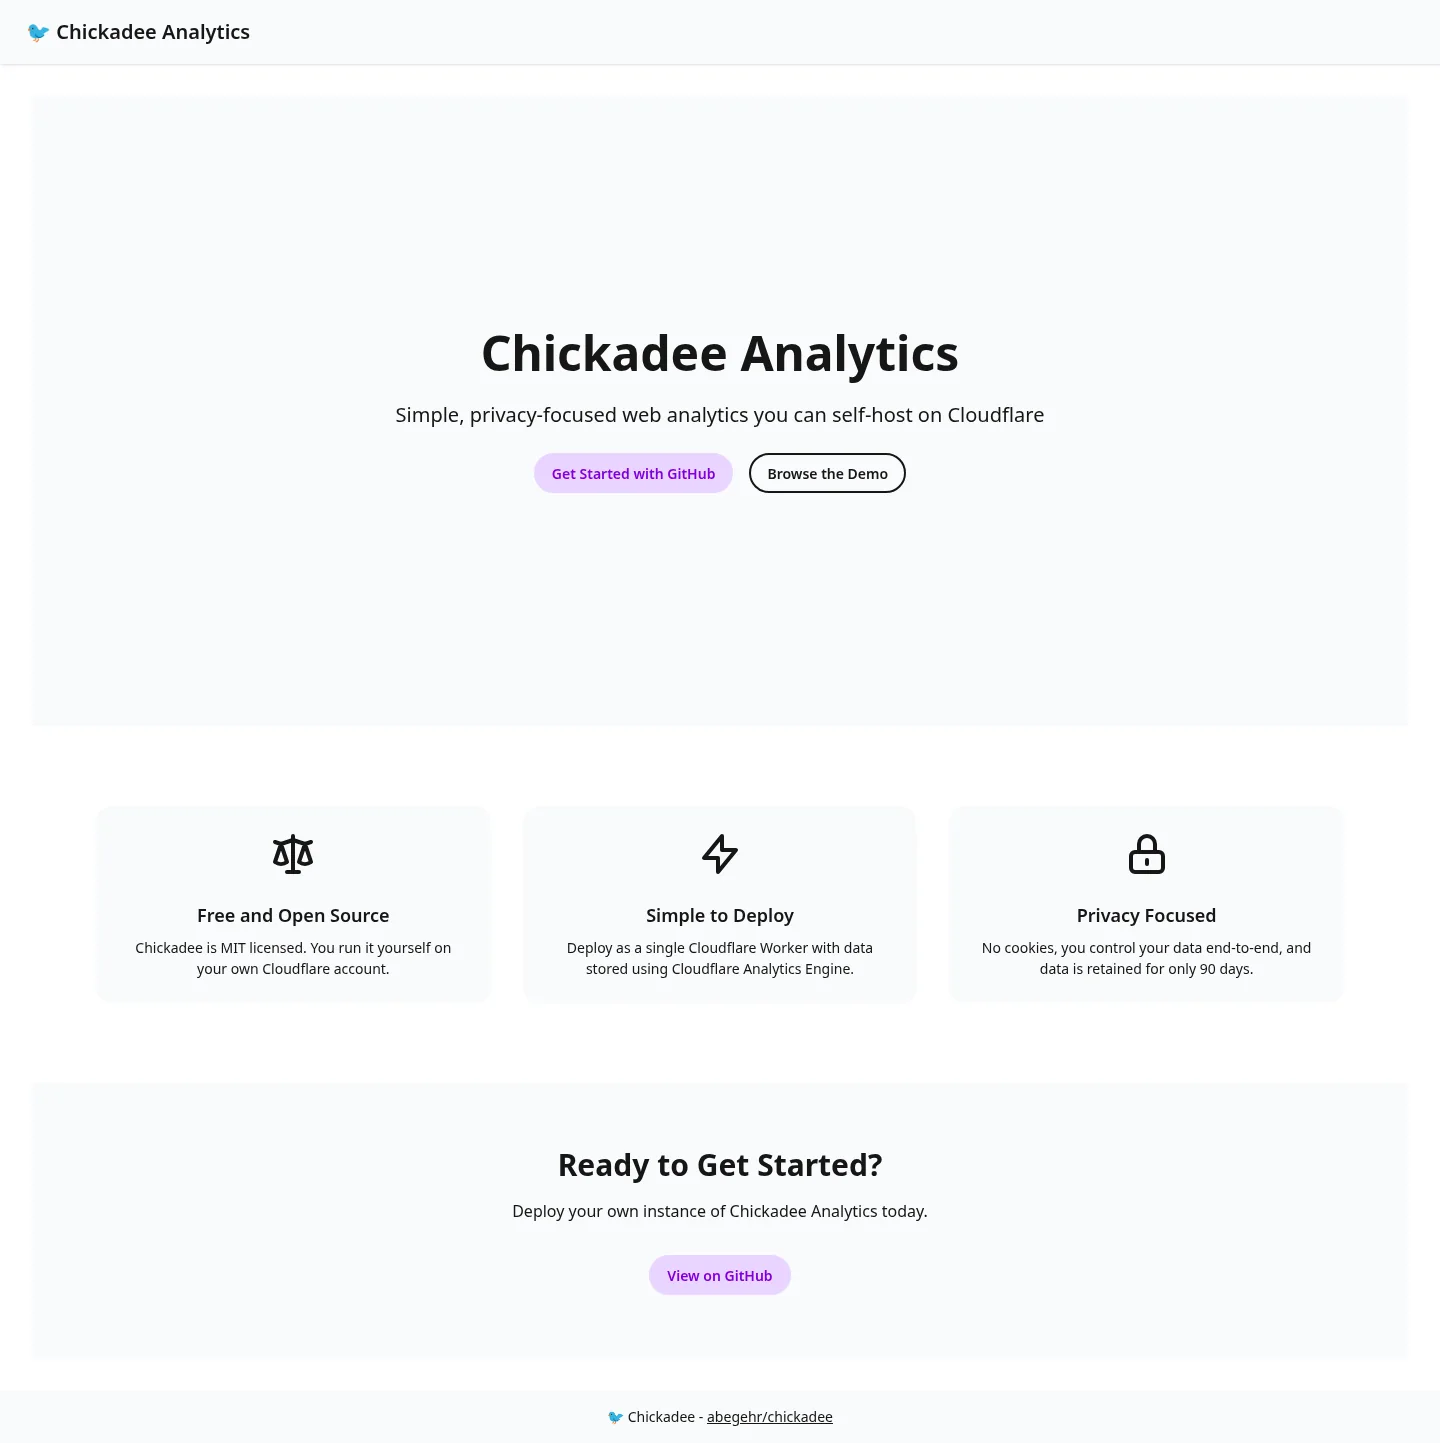 Chickadee Analytics
Chickadee Analytics
Simple, privacy-focused web analytics you can self-host on Cloudflare
Get Started with GitHub
Browse the Demo
Free and Open Source
Chickadee is MIT licensed. You run it yourself on
your own Cloudflare account.
Simple to Deploy
Deploy as a single Cloudflare Worker with data
stored using Cloudflare Analytics Engine.
Privacy Focused
No cookies, you control your data end-to-end, and
data is retained for only 90 days.
Ready to Get Started?
Deploy your own instance of Chickadee Analytics today.
View on GitHub
Chickadee - abegehr/chickadee